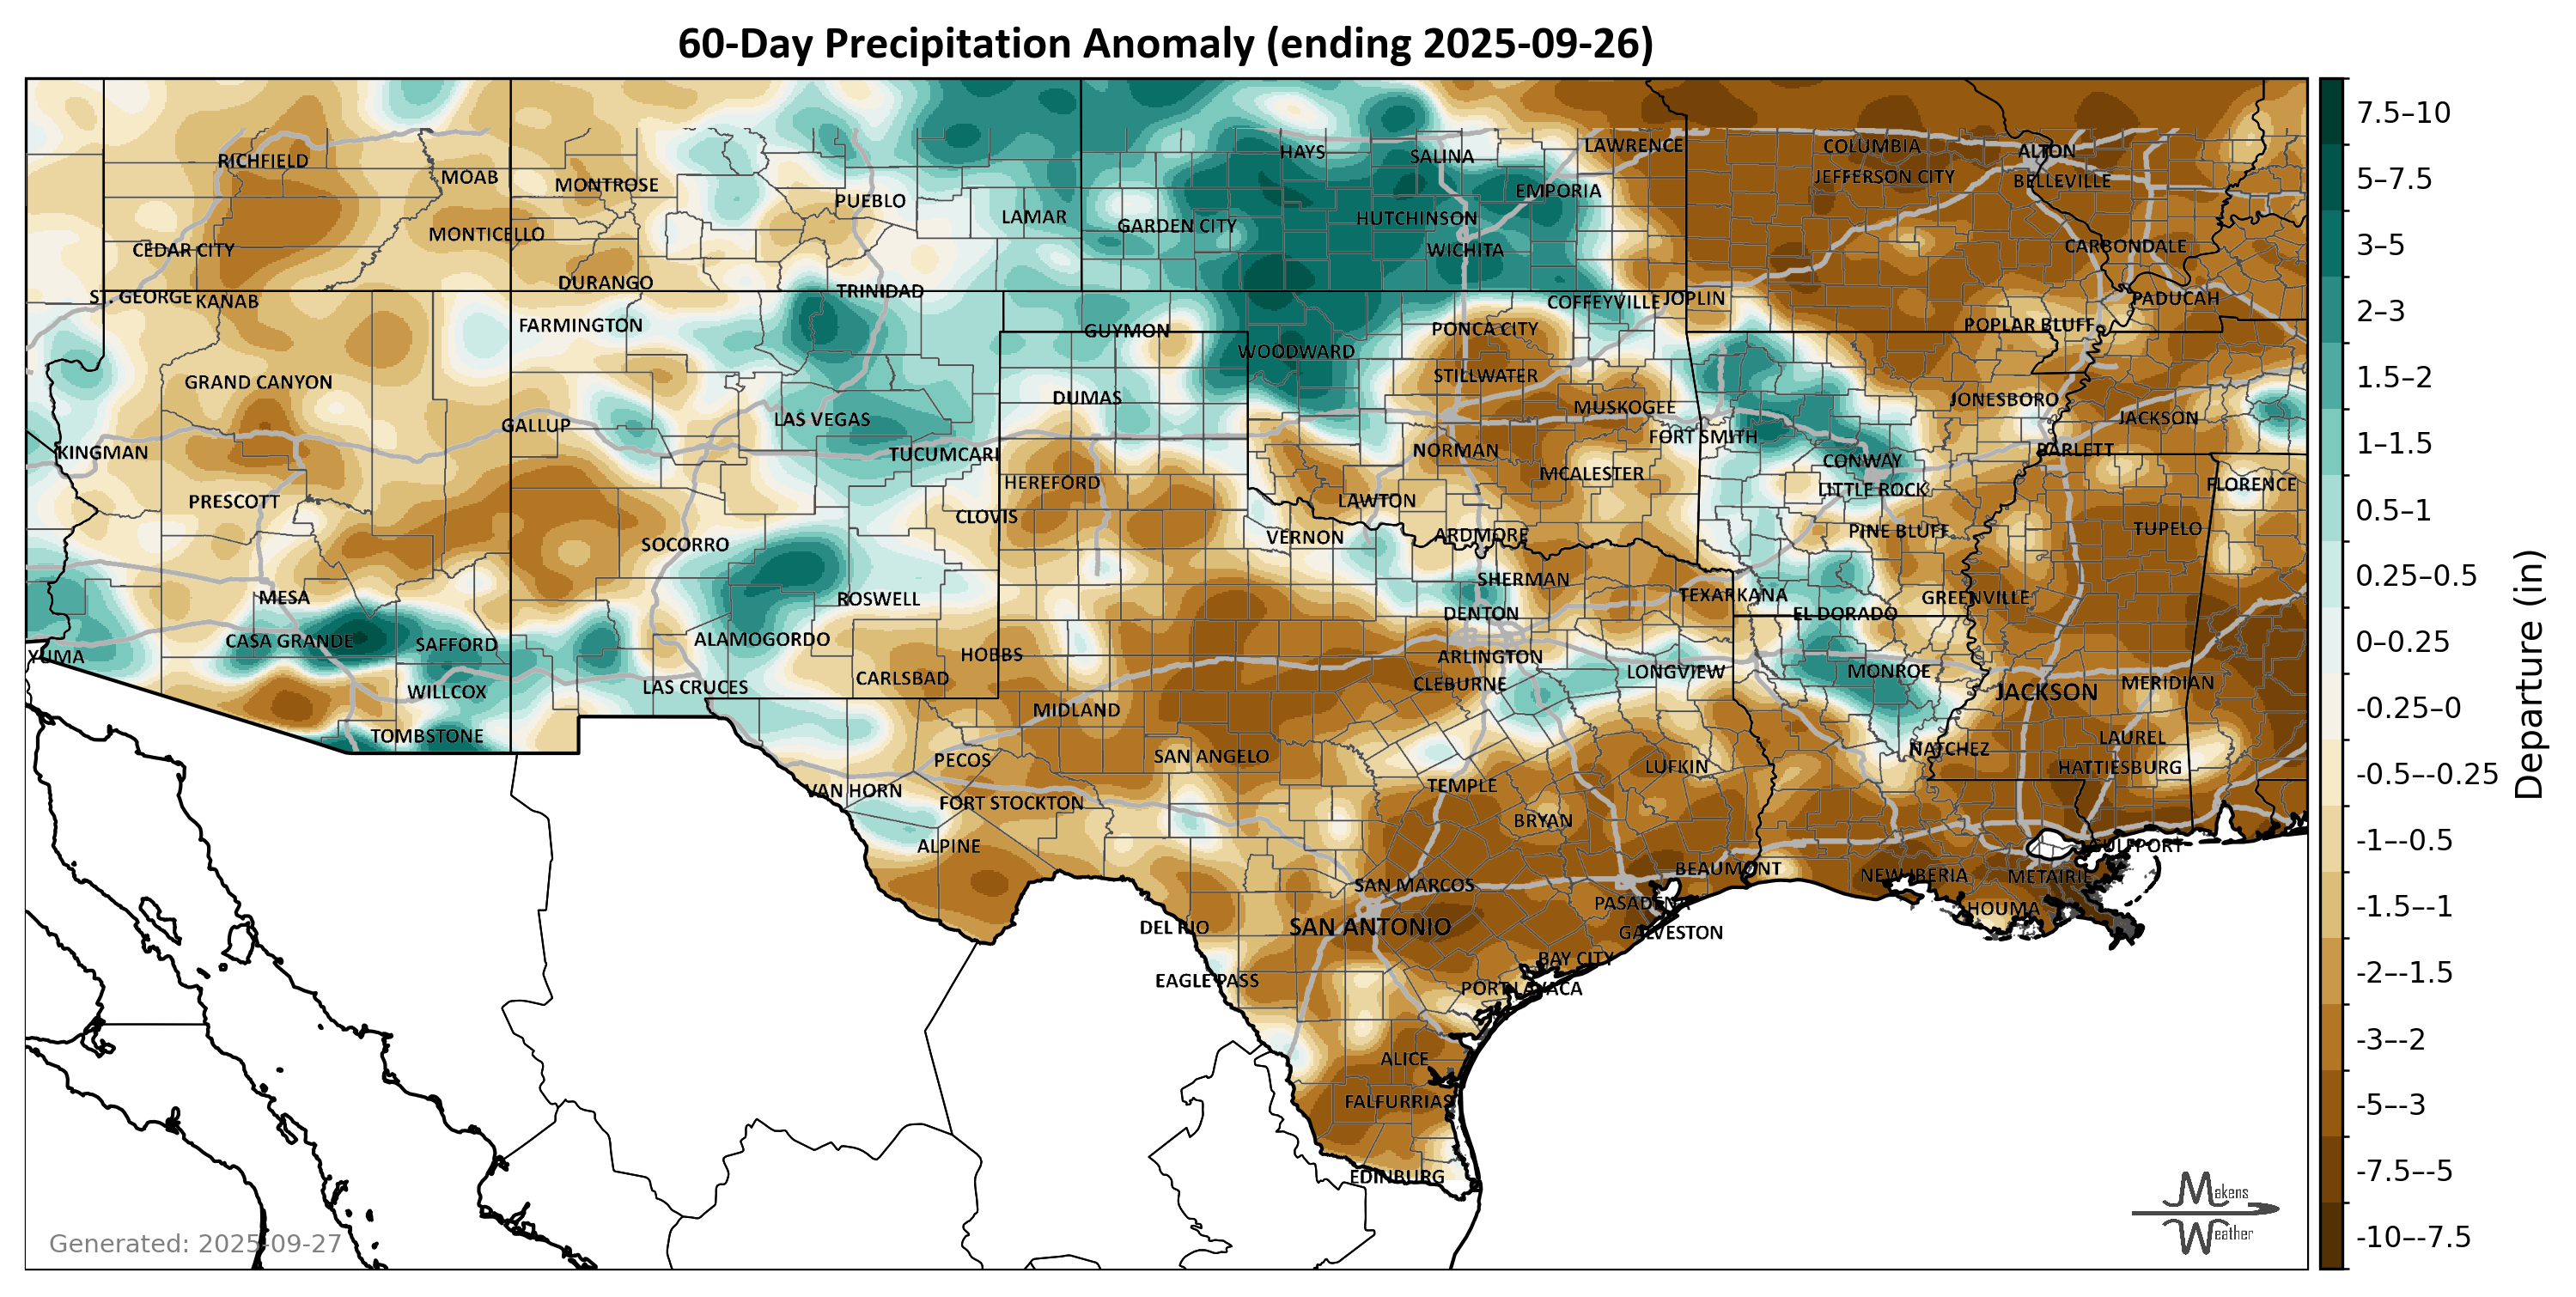 60-Day Precipitation Anomaly (ending 2025-09-26)
RICHFIELD
MOAB
MONTROSE
PUEBLO
LAMAR
HAYS
SALINA
LAWRENCE
COLUMBIA
ALTON
JEFFERSON CITY
BELLEVILLE
EMPORIA
GARDEN CITY
HUTCHINSON
WICHITA
CEDAR CITY
MONTICELLO
CARBONDALE
DURANGO
TRINIDAD
ST. GEORGE
KANAB
COFFEYVILLE
JOPLIN
PADUCAH
FARMINGTON
GUYMON
PONCA CITY
POPLAR BLUFF
WOODWARD
GRAND CANYON
STILLWATER
DUMAS
MUSKOGEE
JONESBORO
JACKSON
GALLUP
LAS VEGAS
FORT SMITH
KINGMAN
TUCUMCARI
NORMAN
BARLETT
CONWAY
MCALESTER
HEREFORD
LITTLE ROCK
FLORENCE
PRESCOTT
LAWTON
CLOVIS
PINE BLUFF
TUPELO
SOCORRO
VERNON
ARDMORE
SHERMAN
MESA
ROSWELL
TEXARKANA
GREENVILLE
DENTON
EL DORADO
CASA GRANDE
SAFFORD
ALAMOGORDO
YUMA
HOBBS
ARLINGTON
LONGVIEW
MONROE
CARLSBAD
CLEBURNE
MERIDIAN
WILLCOX
LAS CRUCES
JACKSON
MIDLAND
TOMBSTONE
LAUREL
NATCHEZ
PECOS
SAN ANGELO
LUFKIN
HATTIESBURG
TEMPLE
VAN HORN
FORT STOCKTON
BRYAN
ALPINE
GULFPORT
BEAUMONT
NEW IBERIA
METAIRIE
SAN MARCOS
PASADENA
HOUMA
DEL RIO
SAN ANTONIO
GALVESTON
BAY CITY
EAGLE PASS
PORT LAVACA
ALICE
FALFURRIAS
EDINBURG
7.5–10
5–7.5
3–5
2–3
1.5–2
1–1.5
0.5–1
0.25–0.5
0–0.25
-0.25–0
-0.5–-0.25
-1–-0.5
-1.5–-1
-2–-1.5
-3–-2
-5–-3
-7.5–-5
-10–-7.5
Departure (in)
Makens
Weather
Generated: 2025-09-27